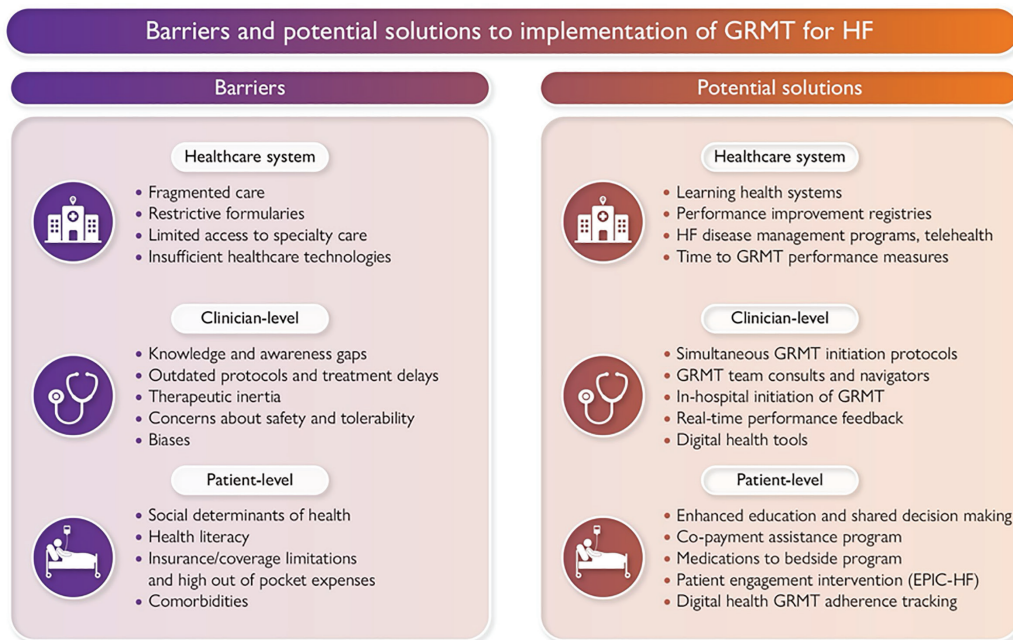 Barriers and potential solutions to implementation of GRMT for HF
Barriers
Healthcare system
• Fragmented care
• Restrictive formularies
• Limited access to specialty care
• Insufficient healthcare technologies
Clinician-level
• Knowledge and awareness gaps
• Outdated protocols and treatment delays
• Therapeutic inertia
• Concerns about safety and tolerability
• Biases
Patient-level
• Social determinants of health
• Health literacy
• Insurance/coverage limitations
and high out of pocket expenses
• Comorbidities
Potential solutions
Healthcare system
• Learning health systems
• Performance improvement registries
• HF disease management programs, telehealth
• Time to GRMT performance measures
Clinician-level
• Simultaneous GRMT initiation protocols
• GRMT team consults and navigators
• In-hospital initiation of GRMT
• Real-time performance feedback
• Digital health tools
Patient-level
• Enhanced education and shared decision making
• Co-payment assistance program
• Medications to bedside program
• Patient engagement intervention (EPIC-HF)
• Digital health GRMT adherence tracking